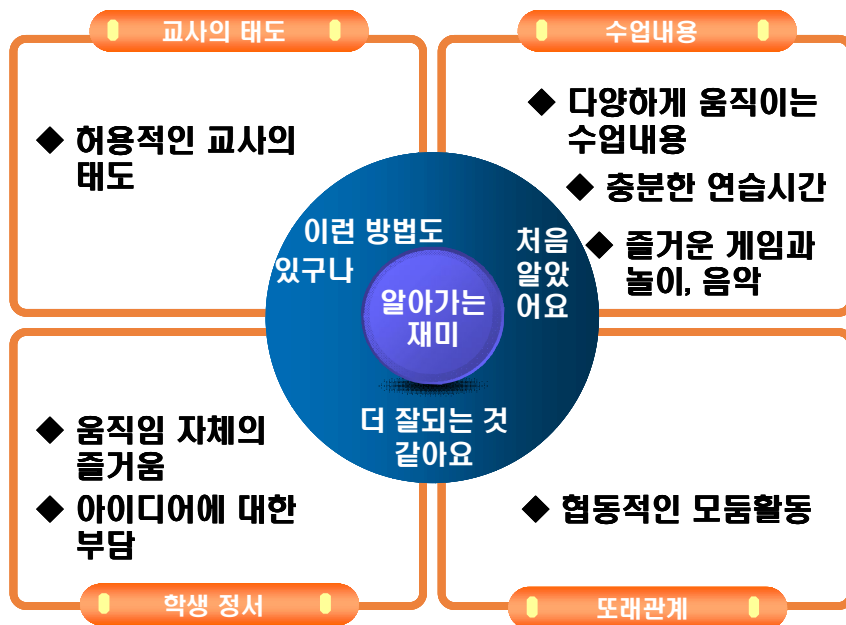 교사의 태도
◆ 허용적인 교사의
태도
수업내용
◆ 다양하게 움직이는
수업내용
◆ 충분한 연습시간
◆ 즐거운 게임과
놀이, 음악
이런 방법도
있구나
처음
알았
어요
알아가는
재미
더 잘되는 것
같아요
◆ 움직임 자체의
즐거움
◆ 아이디어에 대한
부담
학생 정서
◆ 협동적인 모둠활동
또래관계